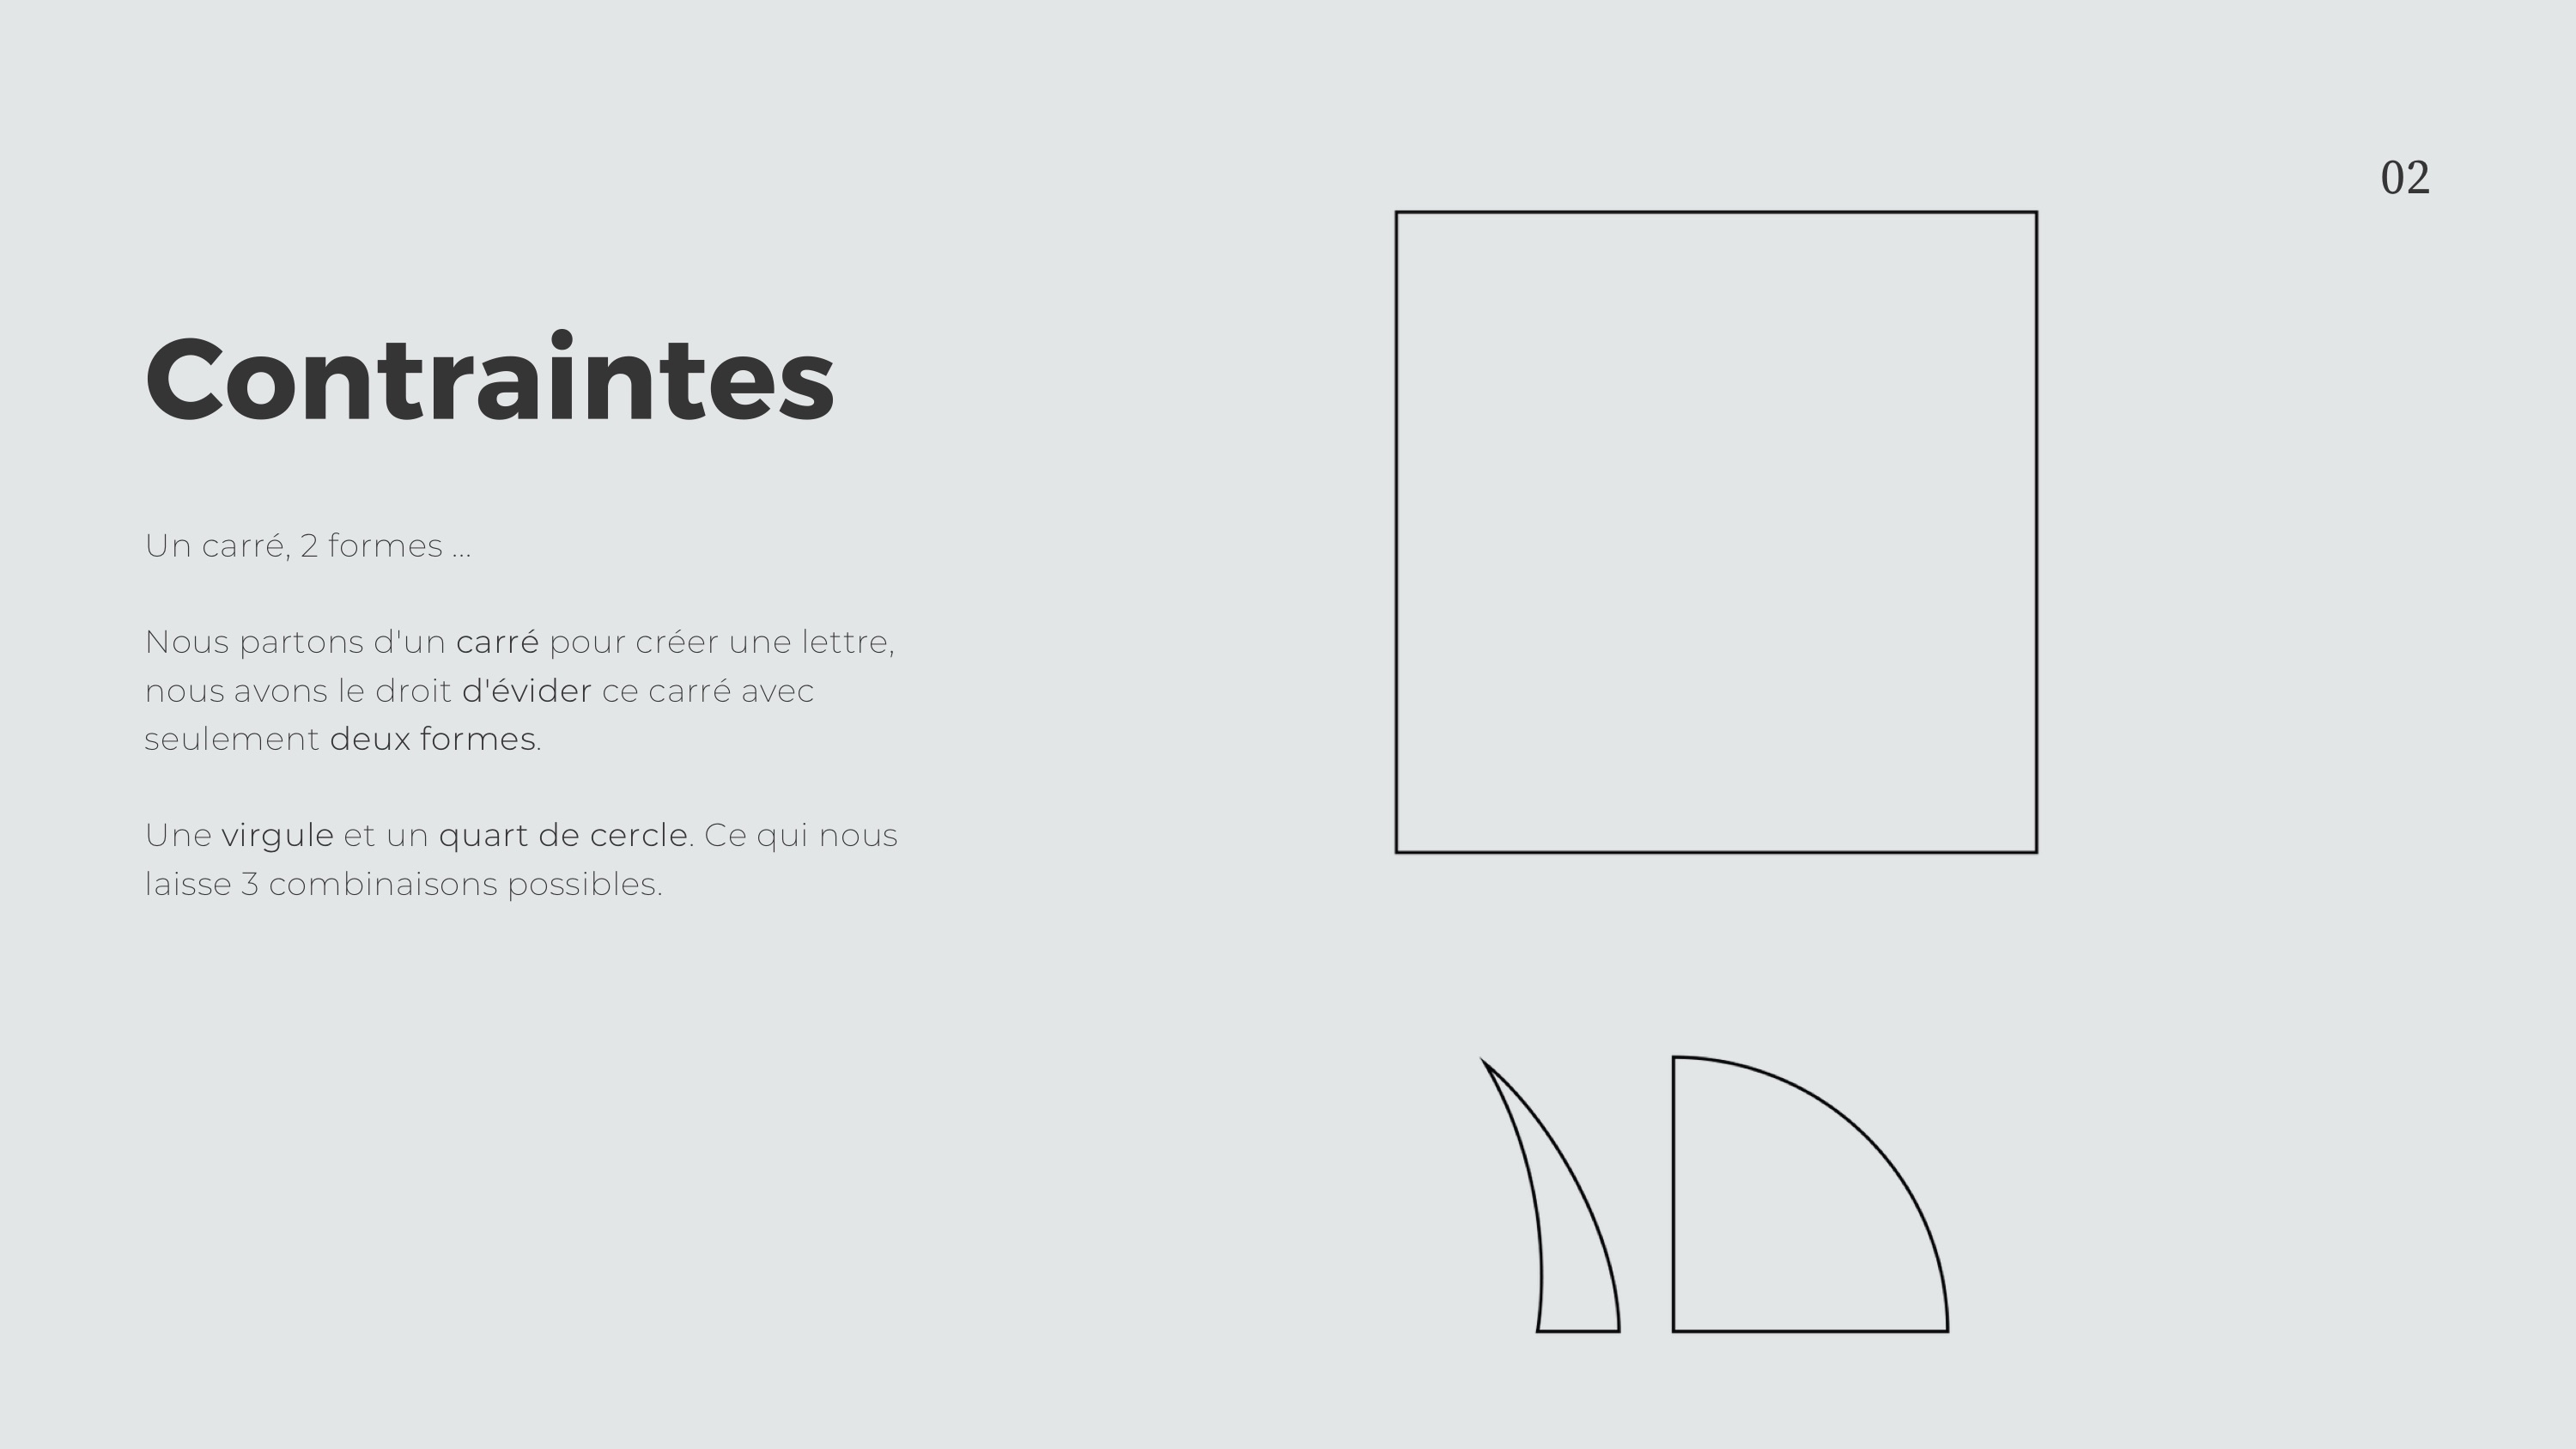 02
Contraintes
Un carré, 2 formes ...
Nous partons d'un carré pour créer une lettre,
nous avons le droit d'évider ce carré avec
seulement deux formes.
Une virgule et un quart de cercle. Ce qui nous
laisse 3 combinaisons possibles.